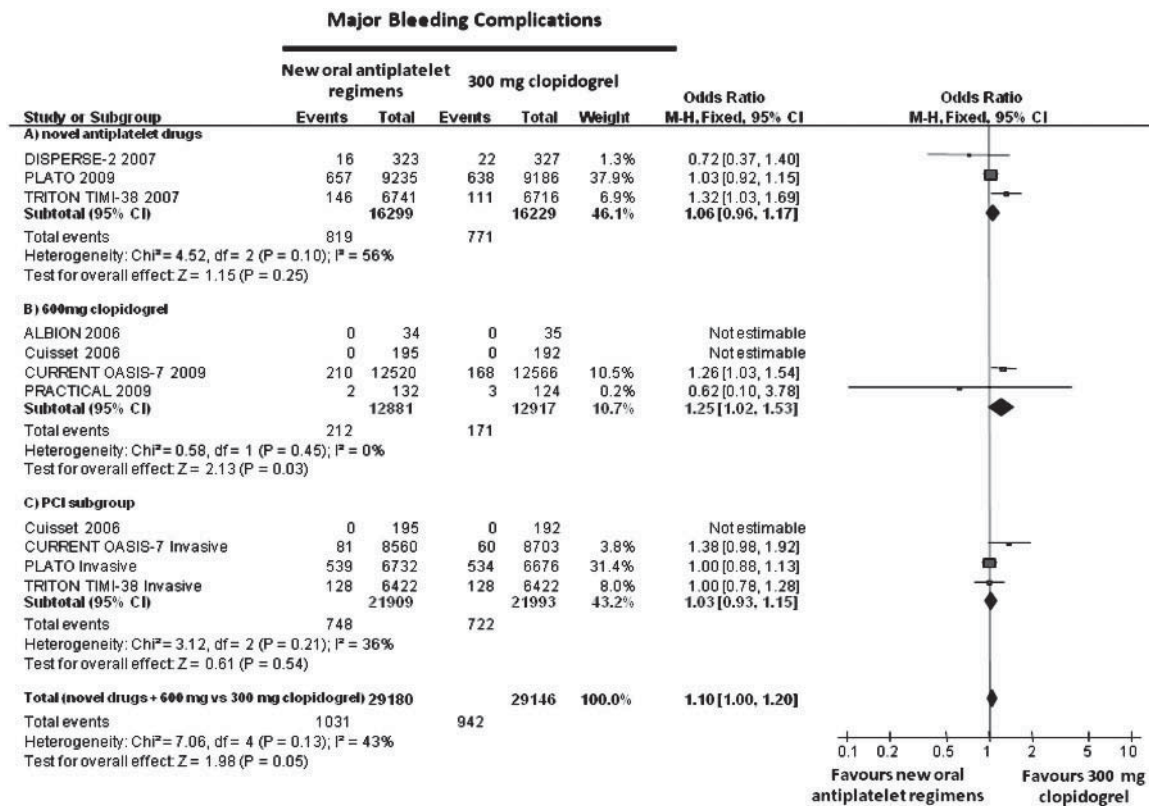 Major Bleeding Complications
New oral antiplatelet regimens 300 mg clopidogrel Odds Ratio Odds Ratio
Study or Subgroup Events Total Events Total Weight M-H, Fixed, 95% CI M-H, Fixed, 95% CI
A) novel antiplatelet drugs
DISPERSE-2 2007 16 323 22 327 1.3% 0.72 [0.37, 1.40]
PLATO 2009 657 9235 638 9186 37.9% 1.03 [0.92, 1.15]
TRITON TIMI-38 2007 146 6741 111 6716 6.9% 1.32 [1.03, 1.69]
Subtotal (95% CI) 16299 16229 46.1% 1.06 [0.96, 1.17]
Total events 819 771
Heterogeneity: Chi² = 4.52, df = 2 (P = 0.10); I² = 56%
Test for overall effect: Z = 1.15 (P = 0.25)
B) 600mg clopidogrel
ALBION 2006 0 34 0 35 Not estimable
Cuisset 2006 0 195 0 192 Not estimable
CURRENT OASIS-7 2009 210 12520 168 12566 10.5% 1.26 [1.03, 1.54]
PRACTICAL 2009 2 132 3 124 0.2% 0.62 [0.10, 3.78]
Subtotal (95% CI) 12881 12917 10.7% 1.25 [1.02, 1.53]
Total events 212 171
Heterogeneity: Chi² = 0.58, df = 1 (P = 0.45); I² = 0%
Test for overall effect: Z = 2.13 (P = 0.03)
C) PCI subgroup
Cuisset 2006 0 195 0 192 Not estimable
CURRENT OASIS-7 Invasive 81 8560 60 8703 3.8% 1.38 [0.98, 1.92]
PLATO Invasive 539 6732 534 6676 31.4% 1.00 [0.88, 1.13]
TRITON TIMI-38 Invasive 128 6422 128 6422 8.0% 1.00 [0.78, 1.28]
Subtotal (95% CI) 21909 21993 43.2% 1.03 [0.93, 1.15]
Total events 748 722
Heterogeneity: Chi² = 3.12, df = 2 (P = 0.21); I² = 36%
Test for overall effect: Z = 0.61 (P = 0.54)
Total (novel drugs + 600 mg vs 300 mg clopidogrel) 29180 29146 100.0% 1.10 [1.00, 1.20]
Total events 1031 942
Heterogeneity: Chi² = 7.06, df = 4 (P = 0.13); I² = 43%
Test for overall effect: Z = 1.98 (P = 0.05)
0.1 0.2 0.5 1 2 5 10
Favours new oral antiplatelet regimens Favours 300 mg clopidogrel